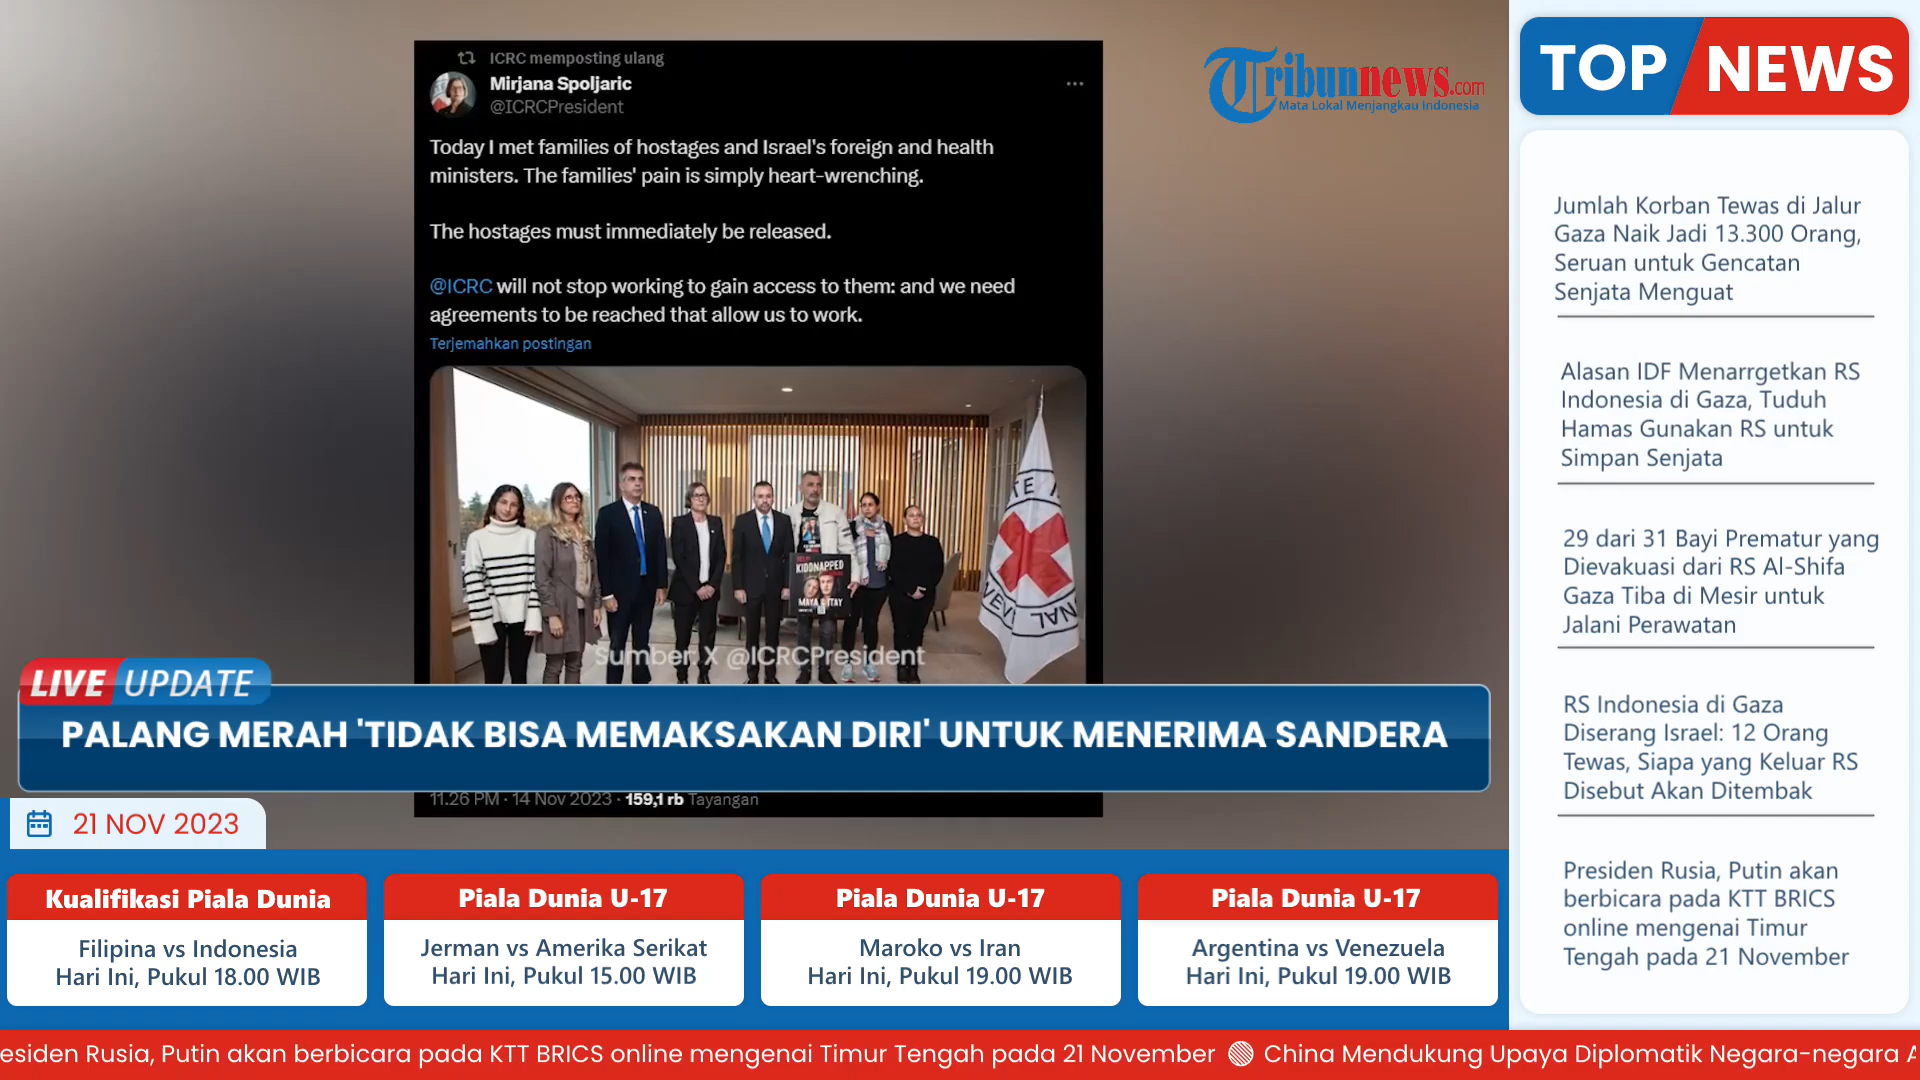 ICRC memposting ulang
Mirjana Spoljaric
@ICRCPresident
Today I met families of hostages and Israel's foreign and health
ministers. The families' pain is simply heart-wrenching.
The hostages must immediately be released.
@ICRC will not stop working to gain access to them: and we need
agreements to be reached that allow us to work.
Terjemahkan postingan
KIDNAPPED
Sumber: X @ICRCPresident
Tribunnews.com
Mata Lokal Menjangkau Indonesia
LIVE UPDATE
PALANG MERAH 'TIDAK BISA MEMAKSAKAN DIRI' UNTUK MENERIMA SANDERA
11.26 PM · 14 Nov 2023 · 159,1 rb Tayangan
21 NOV 2023
Kualifikasi Piala Dunia
Filipina vs Indonesia
Hari Ini, Pukul 18.00 WIB
Piala Dunia U-17
Jerman vs Amerika Serikat
Hari Ini, Pukul 15.00 WIB
Piala Dunia U-17
Maroko vs Iran
Hari Ini, Pukul 19.00 WIB
Piala Dunia U-17
Argentina vs Venezuela
Hari Ini, Pukul 19.00 WIB
TOP NEWS
Jumlah Korban Tewas di Jalur
Gaza Naik Jadi 13.300 Orang,
Seruan untuk Gencatan
Senjata Menguat
Alasan IDF Menarrgetkan RS
Indonesia di Gaza, Tuduh
Hamas Gunakan RS untuk
Simpan Senjata
29 dari 31 Bayi Prematur yang
Dievakuasi dari RS Al-Shifa
Gaza Tiba di Mesir untuk
Jalani Perawatan
RS Indonesia di Gaza
Diserang Israel: 12 Orang
Tewas, Siapa yang Keluar RS
Disebut Akan Ditembak
Presiden Rusia, Putin akan
berbicara pada KTT BRICS
online mengenai Timur
Tengah pada 21 November
esiden Rusia, Putin akan berbicara pada KTT BRICS online mengenai Timur Tengah pada 21 November China Mendukung Upaya Diplomatik Negara-negara A